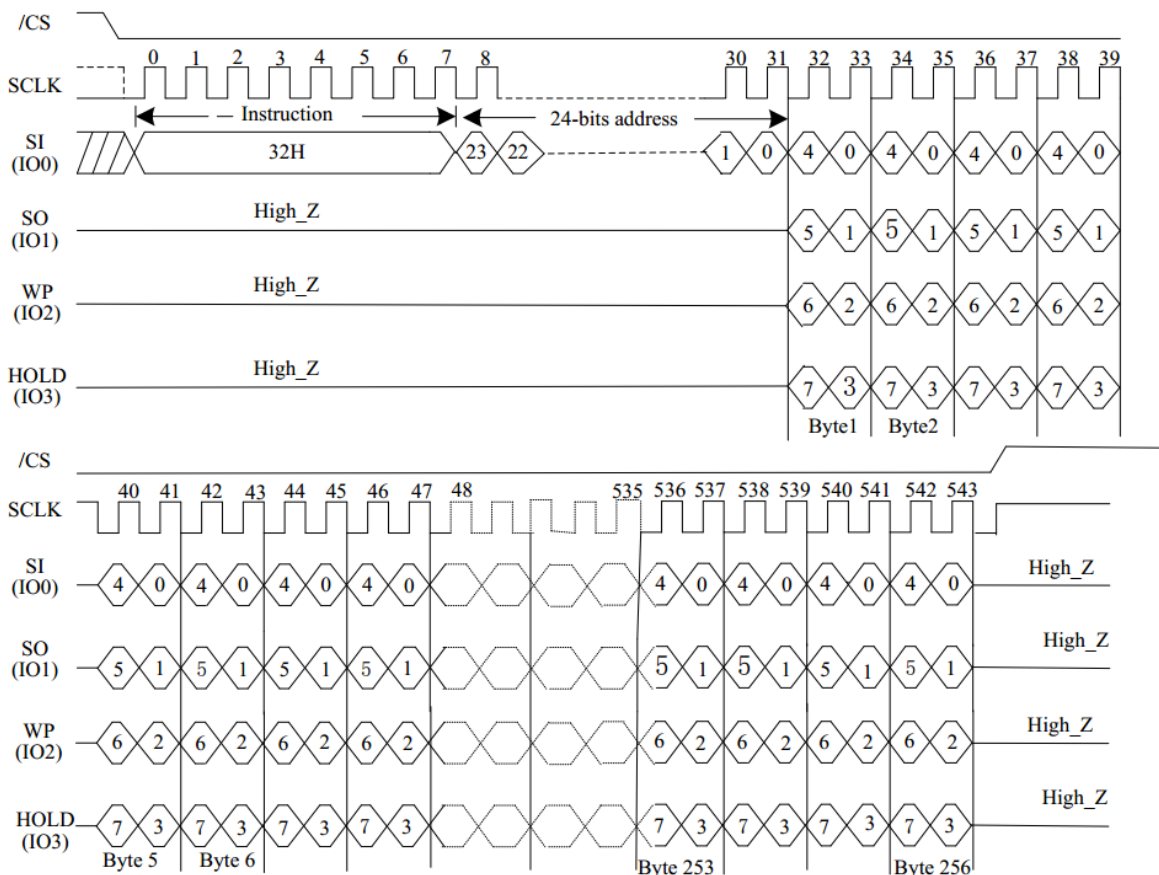 /CS
0 1 2 3 4 5 6 7 8 30 31 32 33 34 35 36 37 38 39
SCLK
Instruction 24-bits address
SI
(IO0)
32H 23 22 1 0 4 0 4 0 4 0 4 0
High_Z
SO
(IO1)
5 1 5 1 5 1 5 1
High_Z
WP
(IO2)
6 2 6 2 6 2 6 2
High_Z
HOLD
(IO3)
7 3 7 3 7 3 7 3
Byte1 Byte2
/CS
40 41 42 43 44 45 46 47 48 535 536 537 538 539 540 541 542 543
SCLK
SI
(IO0)
4 0 4 0 4 0 4 0 4 0 4 0 4 0 4 0
High_Z
SO
(IO1)
5 1 5 1 5 1 5 1 5 1 5 1 5 1 5 1
High_Z
WP
(IO2)
6 2 6 2 6 2 6 2 6 2 6 2 6 2 6 2
High_Z
HOLD
(IO3)
7 3 7 3 7 3 7 3 7 3 7 3 7 3 7 3
High_Z
Byte 5 Byte 6 Byte 253 Byte 256